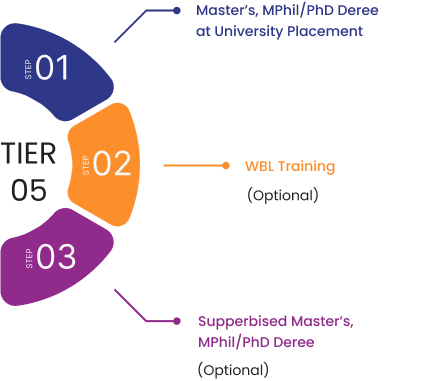 Master's, MPhil/PhD Deree
at University Placement
STEP 01
TIER
05
STEP 02
WBL Training
(Optional)
STEP 03
Supperbised Master's,
MPhil/PhD Deree
(Optional)